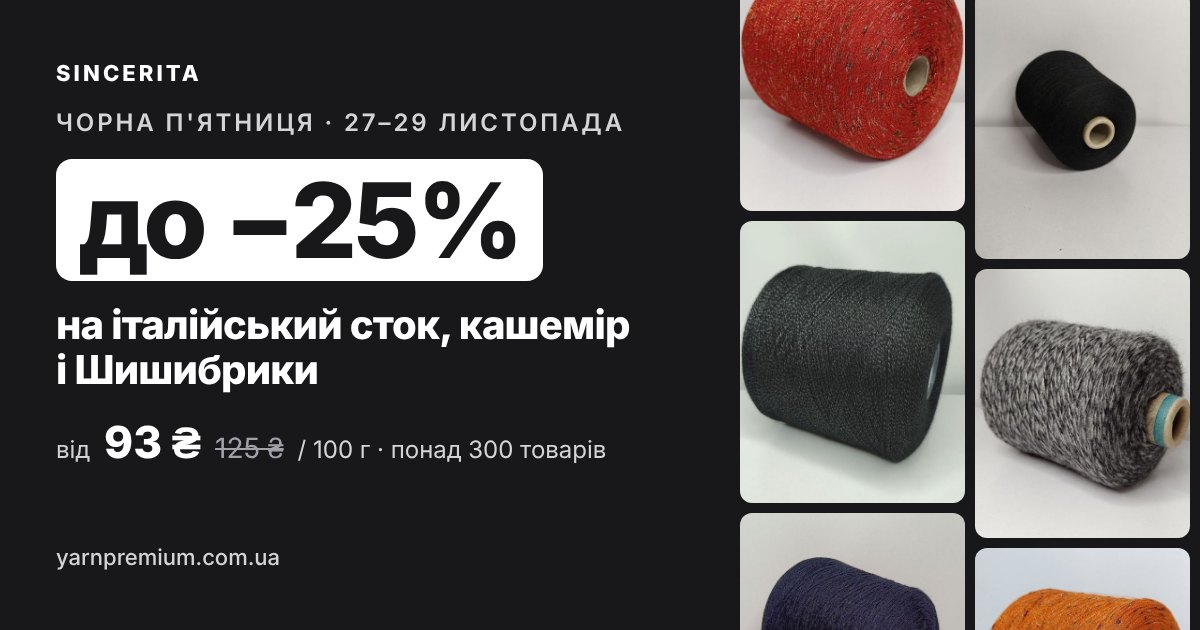 SINCERITA
ЧОРНА П'ЯТНИЦЯ · 27–29 ЛИСТОПАДА
до −25%
на італійський сток, кашемір
і Шишибрики
від 93 ₴ 125 ₴ / 100 г · понад 300 товарів
yarnpremium.com.ua